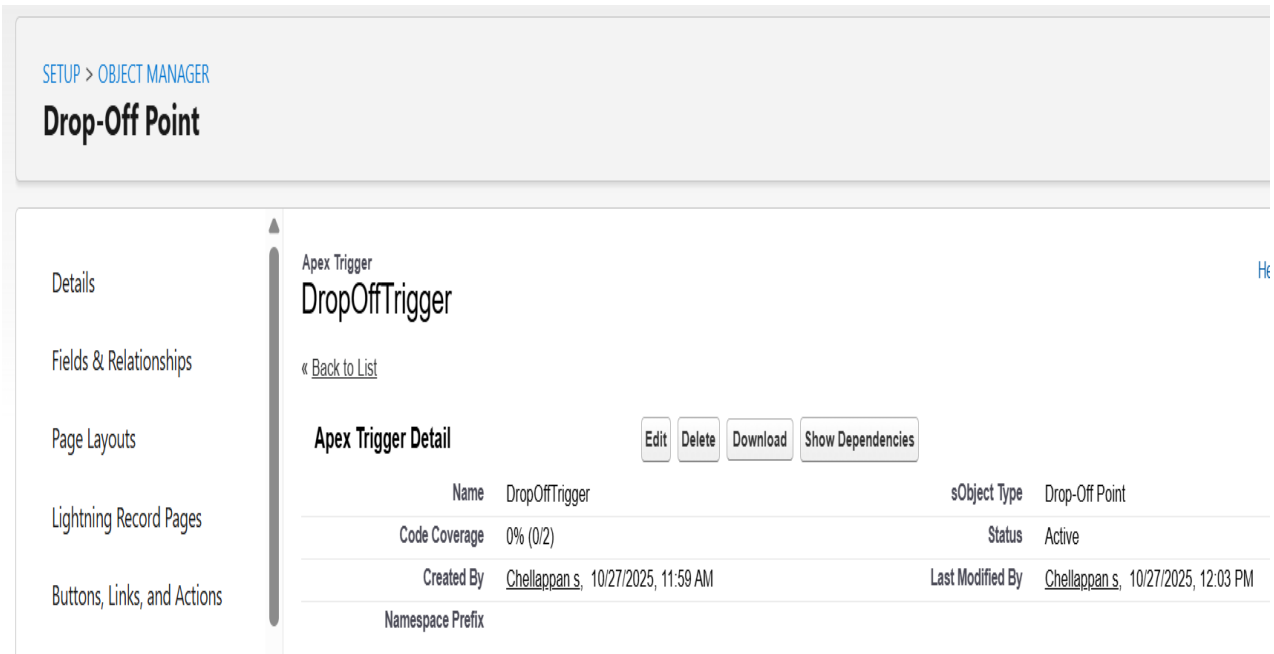 SETUP > OBJECT MANAGER
Drop-Off Point
Details
Fields & Relationships
Page Layouts
Lightning Record Pages
Buttons, Links, and Actions
Apex Trigger
DropOffTrigger
« Back to List
Apex Trigger Detail Edit Delete Download Show Dependencies
Name DropOffTrigger sObject Type Drop-Off Point
Code Coverage 0% (0/2) Status Active
Created By Chellappan s, 10/27/2025, 11:59 AM Last Modified By Chellappan s, 10/27/2025, 12:03 PM
Namespace Prefix